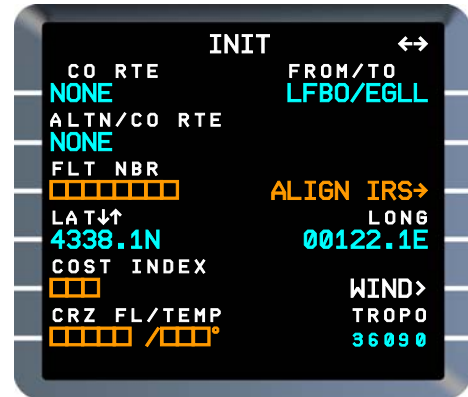 INIT ↔
CO RTE FROM/TO
NONE LFBO/EGLL
ALTN/CO RTE
NONE
FLT NBR
□□□□□□□□ ALIGN IRS→
LAT↓↑ LONG
4338.1N 00122.1E
COST INDEX
□□□ WIND>
CRZ FL/TEMP TROPO
□□□□□ /□□□° 36090